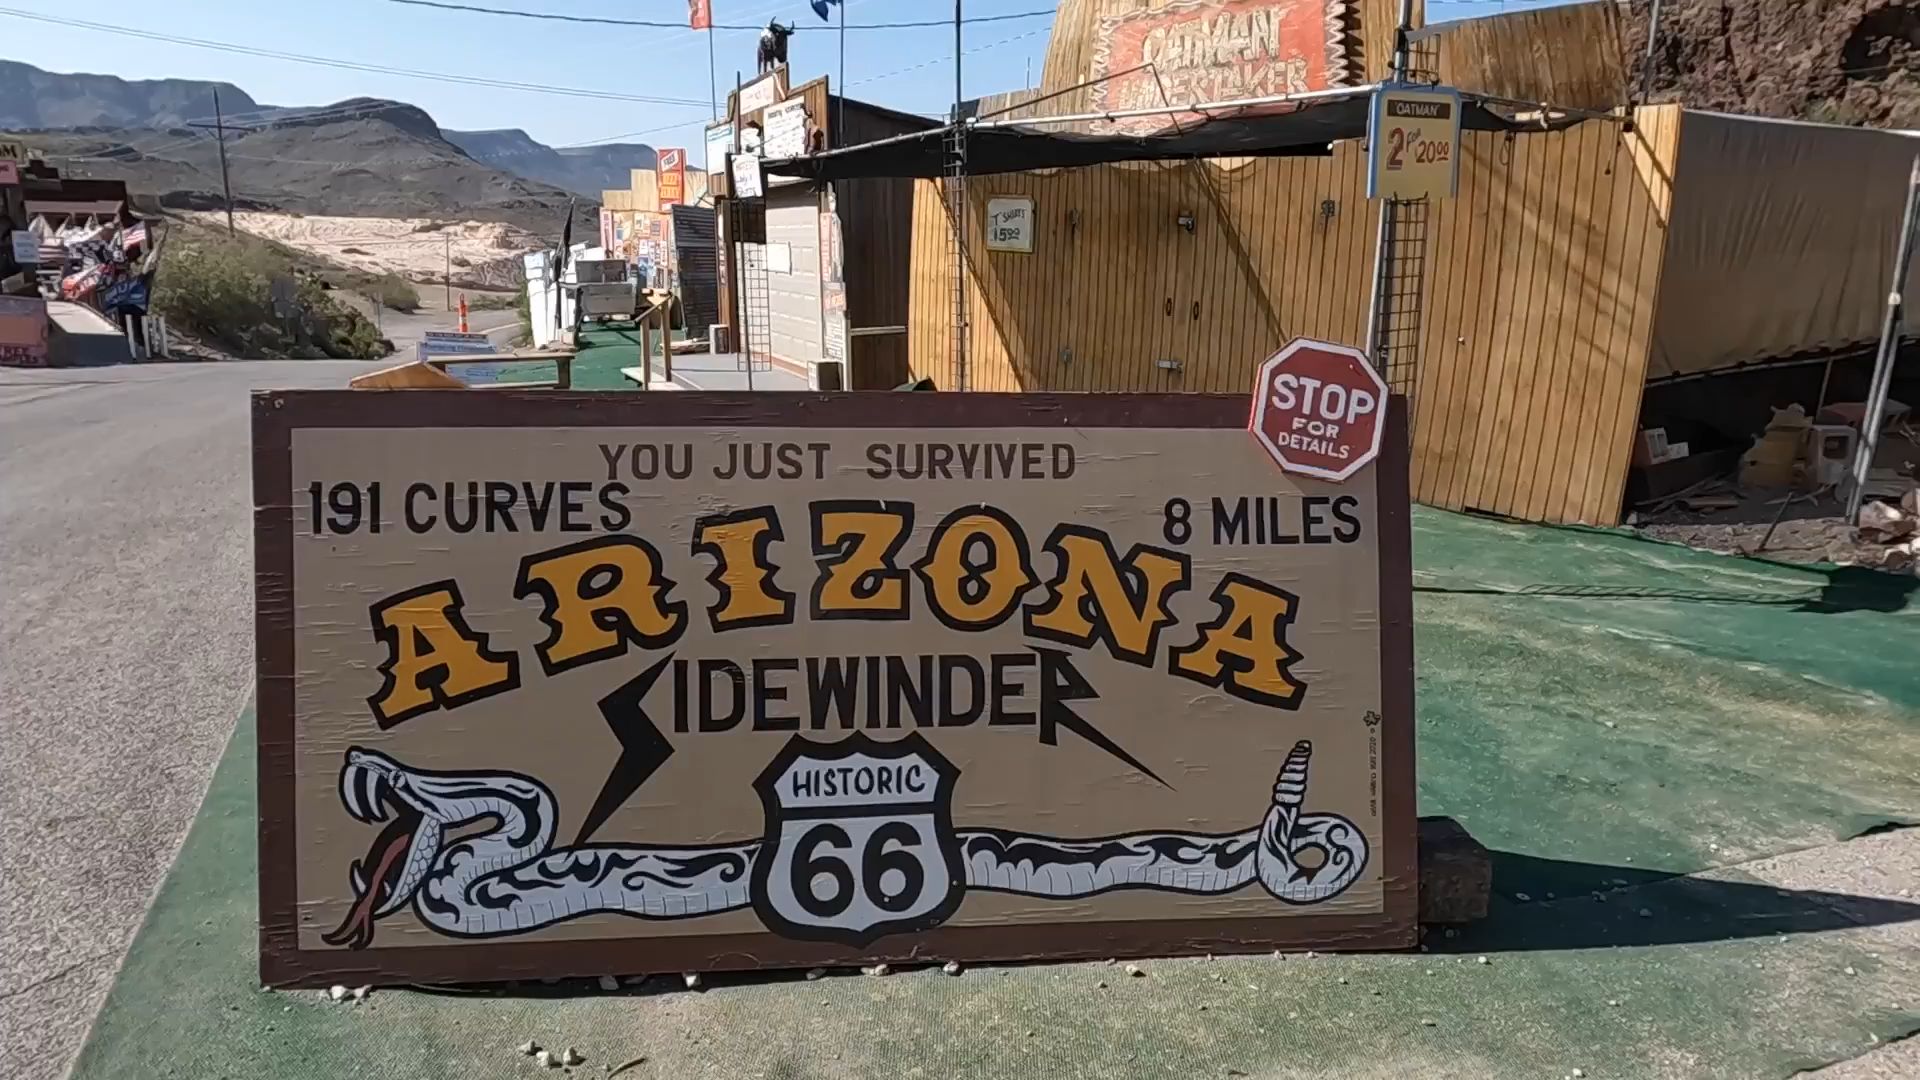 OATMAN
"OATMAN"
2 FOR 20.00
T'SHIRTS
15.00
STOP
FOR
DETAILS
YOU JUST SURVIVED
191 CURVES
8 MILES
ARIZONA
SIDEWINDER
HISTORIC
66